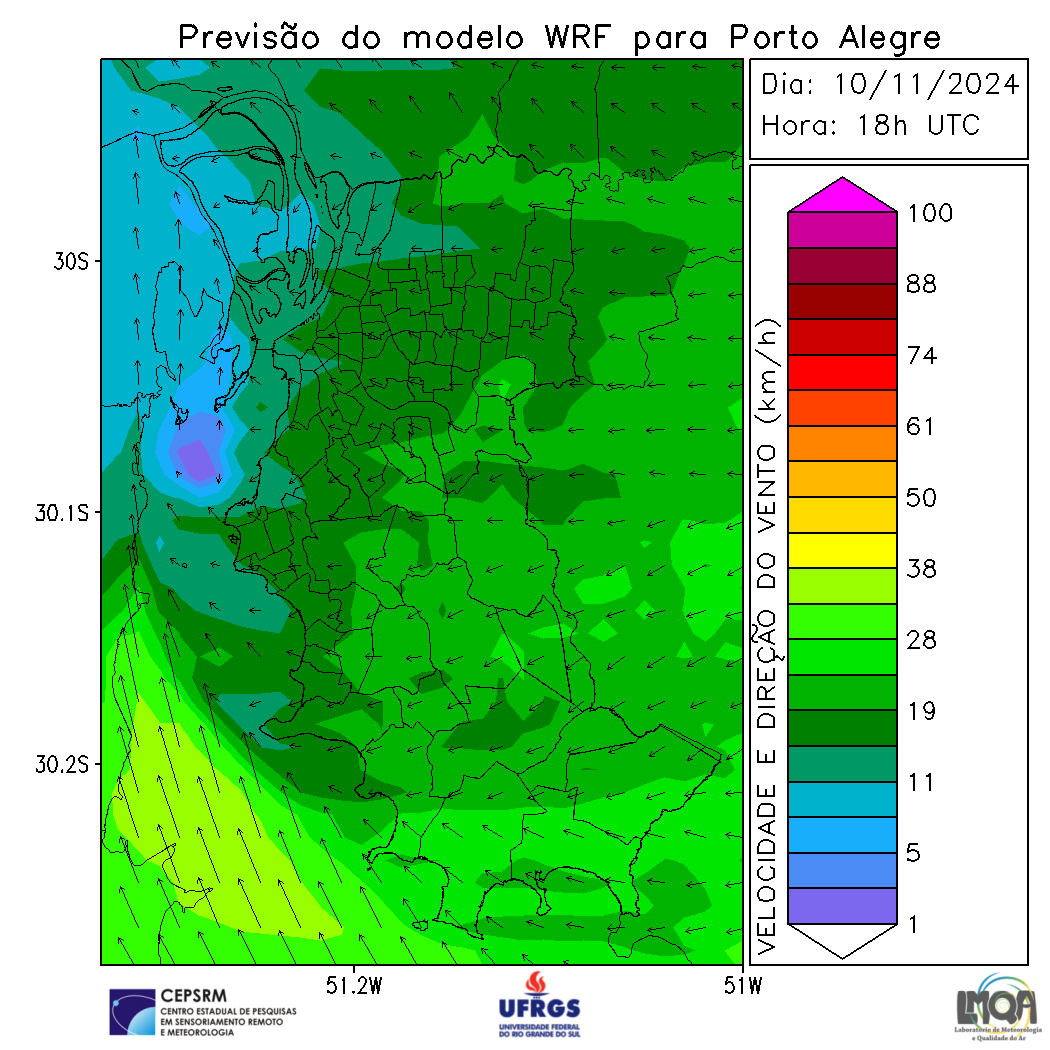 Previsão do modelo WRF para Porto Alegre
Dia: 10/11/2024
Hora: 18h UTC
30S
30.1S
30.2S
51.2W
51W
VELOCIDADE E DIREÇÃO DO VENTO (km/h)
100
88
74
61
50
38
28
19
11
5
1
CEPSRM
CENTRO ESTADUAL DE PESQUISAS
EM SENSORIAMENTO REMOTO
E METEOROLOGIA
UFRGS
UNIVERSIDADE FEDERAL
DO RIO GRANDE DO SUL
LMQA
Laboratório de Meteorologia
e Qualidade do Ar